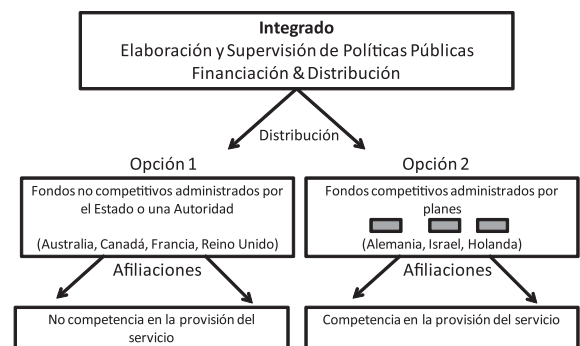 Integrado
Elaboración y Supervisión de Políticas Públicas
Financiación & Distribución
Distribución
Opción 1
Opción 2
Fondos no competitivos administrados por
el Estado o una Autoridad
(Australia, Canadá, Francia, Reino Unido)
Fondos competitivos administrados por
planes
(Alemania, Israel, Holanda)
Afiliaciones
Afiliaciones
No competencia en la provisión del
servicio
Competencia en la provisión del servicio